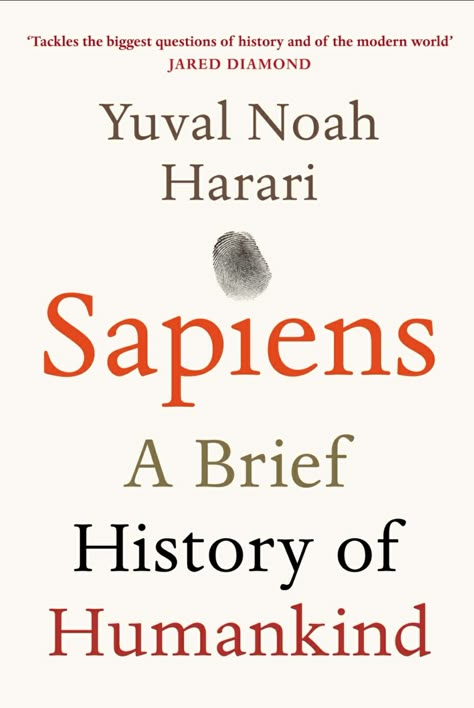 ‘Tackles the biggest questions of history and of the modern world’
JARED DIAMOND
Yuval Noah
Harari
Sapiens
A Brief
History of
Humankind